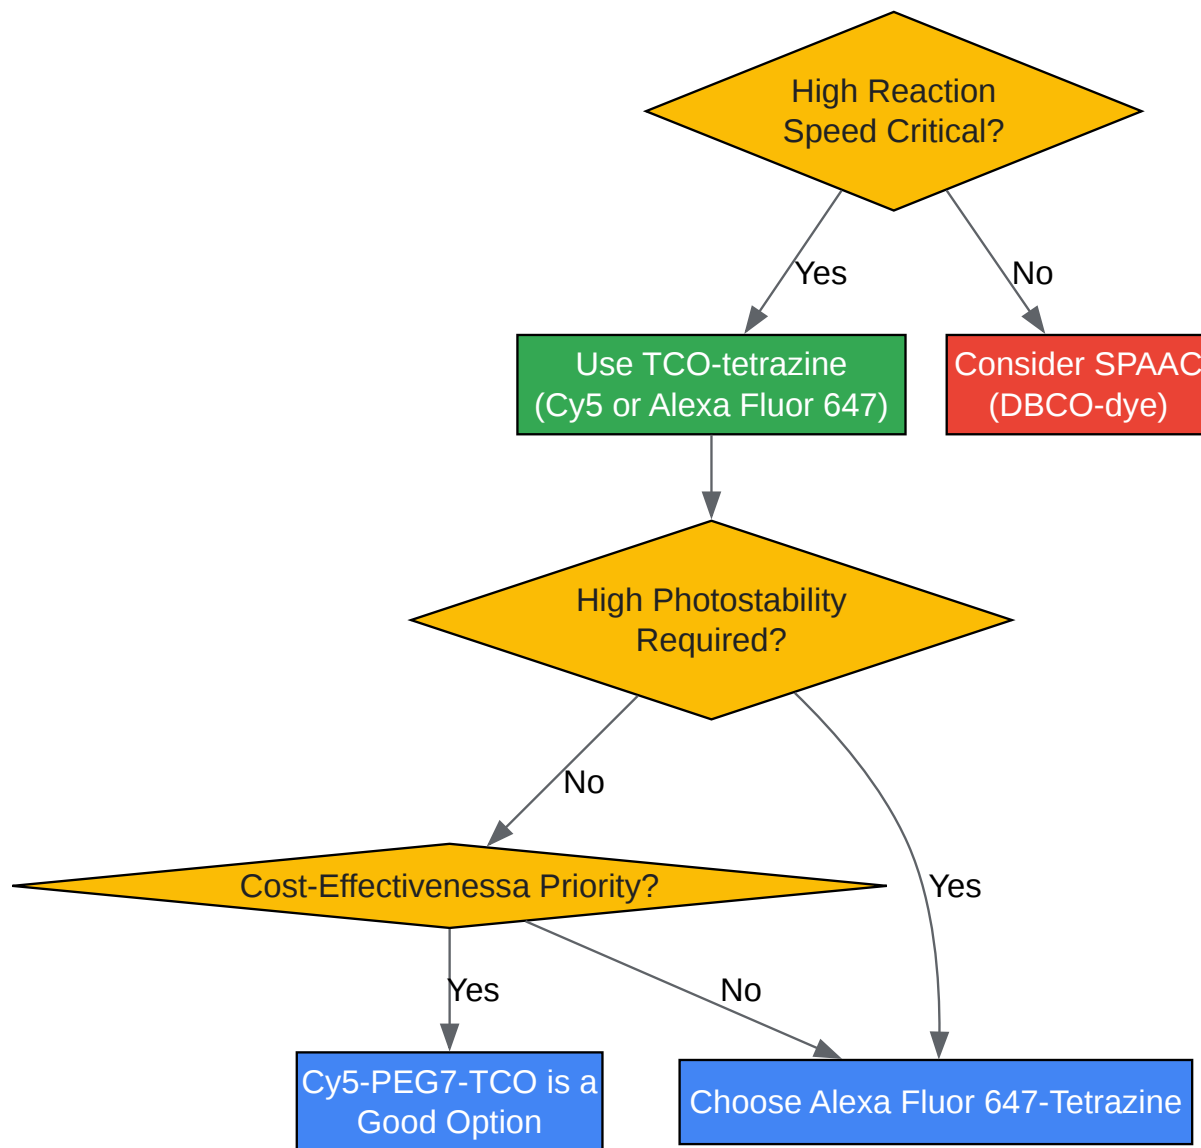 High Reaction
Speed Critical?
Yes
No
Use TCO-tetrazine
(Cy5 or Alexa Fluor 647)
Consider SPAAC
(DBCO-dye)
High Photostability
Required?
No
Cost-Effectivenessa Priority?
Yes
Yes
No
Cy5-PEG7-TCO is a
Good Option
Choose Alexa Fluor 647-Tetrazine